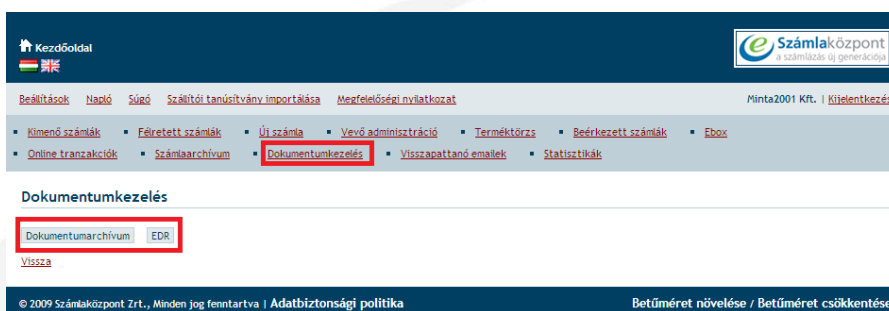 Kezdőoldal
Számlaközpont
a számlázás új generációja
Beállítások Napló Súgó Szállítói tanúsítvány importálása Megfelelőségi nyilatkozat Minta2001 Kft. | Kijelentkezés
▪ Kimenő számlák ▪ Félretett számlák ▪ Új számla ▪ Vevő adminisztráció ▪ Terméktörzs ▪ Beérkezett számlák ▪ Ebox
▪ Online tranzakciók ▪ Számlaarchívum ▪ Dokumentumkezelés ▪ Visszapattanó emailek ▪ Statisztikák
Dokumentumkezelés
Dokumentumarchívum EDR
Vissza
© 2009 Számlaközpont Zrt., Minden jog fenntartva | Adatbiztonsági politika Betűméret növelése / Betűméret csökkentése